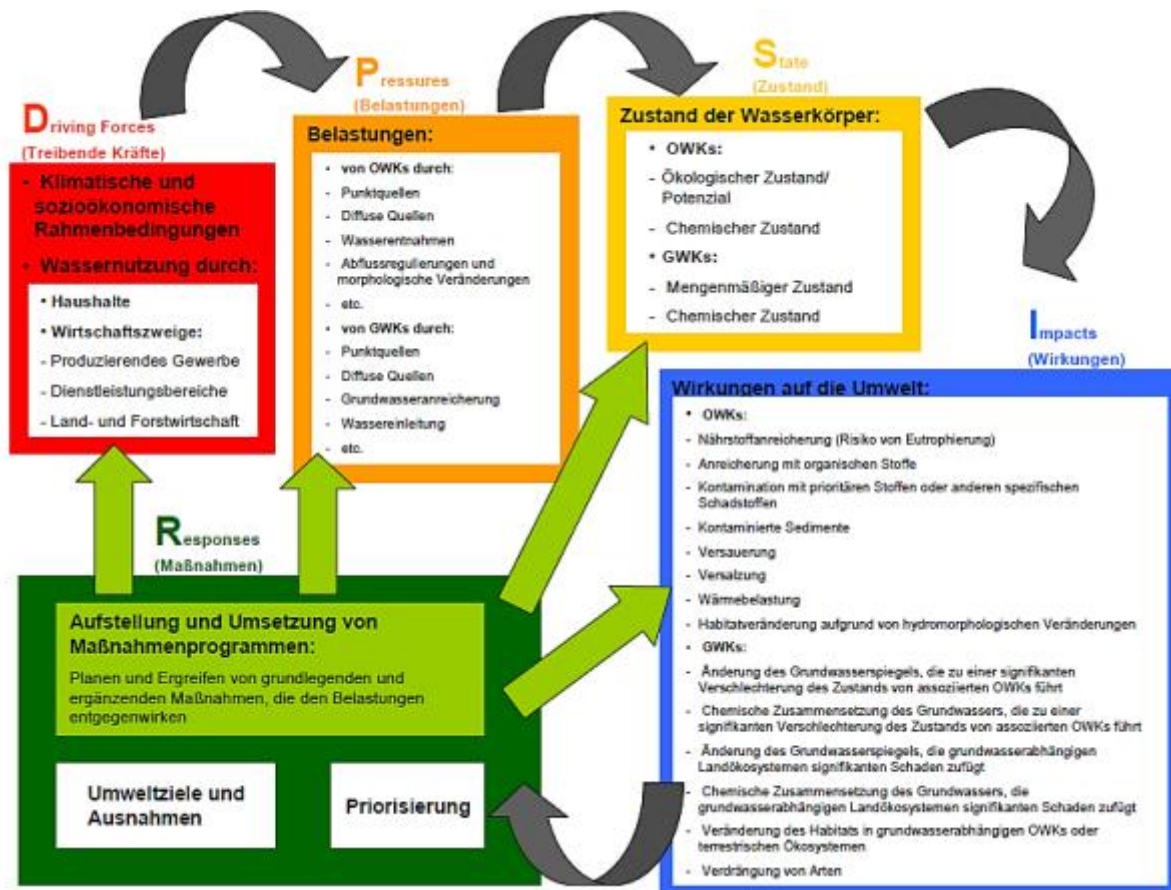 Driving Forces
(Treibende Kräfte)
- Klimatische und
sozioökonomische
Rahmenbedingungen
- Wassernutzung durch:
• Haushalte
• Wirtschaftszweige:
- Produzierendes Gewerbe
- Dienstleistungsbereiche
- Land- und Forstwirtschaft
Pressures
(Belastungen)
Belastungen:
• von OWKs durch:
- Punktquellen
- Diffuse Quellen
- Wasserentnahmen
- Abflussregulierungen und
morphologische Veränderungen
- etc.
• von GWKs durch:
- Punktquellen
- Diffuse Quellen
- Grundwasseranreicherung
- Wassereinleitung
- etc.
State
(Zustand)
Zustand der Wasserkörper:
• OWKs:
- Ökologischer Zustand/
Potenzial
- Chemischer Zustand
• GWKs:
- Mengenmäßiger Zustand
- Chemischer Zustand
Impacts
(Wirkungen)
Wirkungen auf die Umwelt:
• OWKs:
- Nährstoffanreicherung (Risiko von Eutrophierung)
- Anreicherung mit organischen Stoffe
- Kontamination mit prioritären Stoffen oder anderen spezifischen
Schadstoffen
- Kontaminierte Sedimente
- Versauerung
- Versalzung
- Wärmebelastung
- Habitatveränderung aufgrund von hydromorphologischen Veränderungen
• GWKs:
- Änderung des Grundwasserspiegels, die zu einer signifikanten
Verschlechterung des Zustands von assoziierten OWKs führt
- Chemische Zusammensetzung des Grundwassers, die zu einer
signifikanten Verschlechterung des Zustands von assoziierten OWKs führt
- Änderung des Grundwasserspiegels, die grundwasserabhängigen
Landökosystemen signifikanten Schaden zufügt
- Chemische Zusammensetzung des Grundwassers, die
grundwasserabhängigen Landökosystemen signifikanten Schaden zufügt
- Veränderung des Habitats in grundwasserabhängigen OWKs oder
terrestrischen Ökosystemen
- Verdrängung von Arten
Responses
(Maßnahmen)
Aufstellung und Umsetzung von
Maßnahmenprogrammen:
Planen und Ergreifen von grundlegenden und
ergänzenden Maßnahmen, die den Belastungen
entgegenwirken
Umweltziele und
Ausnahmen
Priorisierung